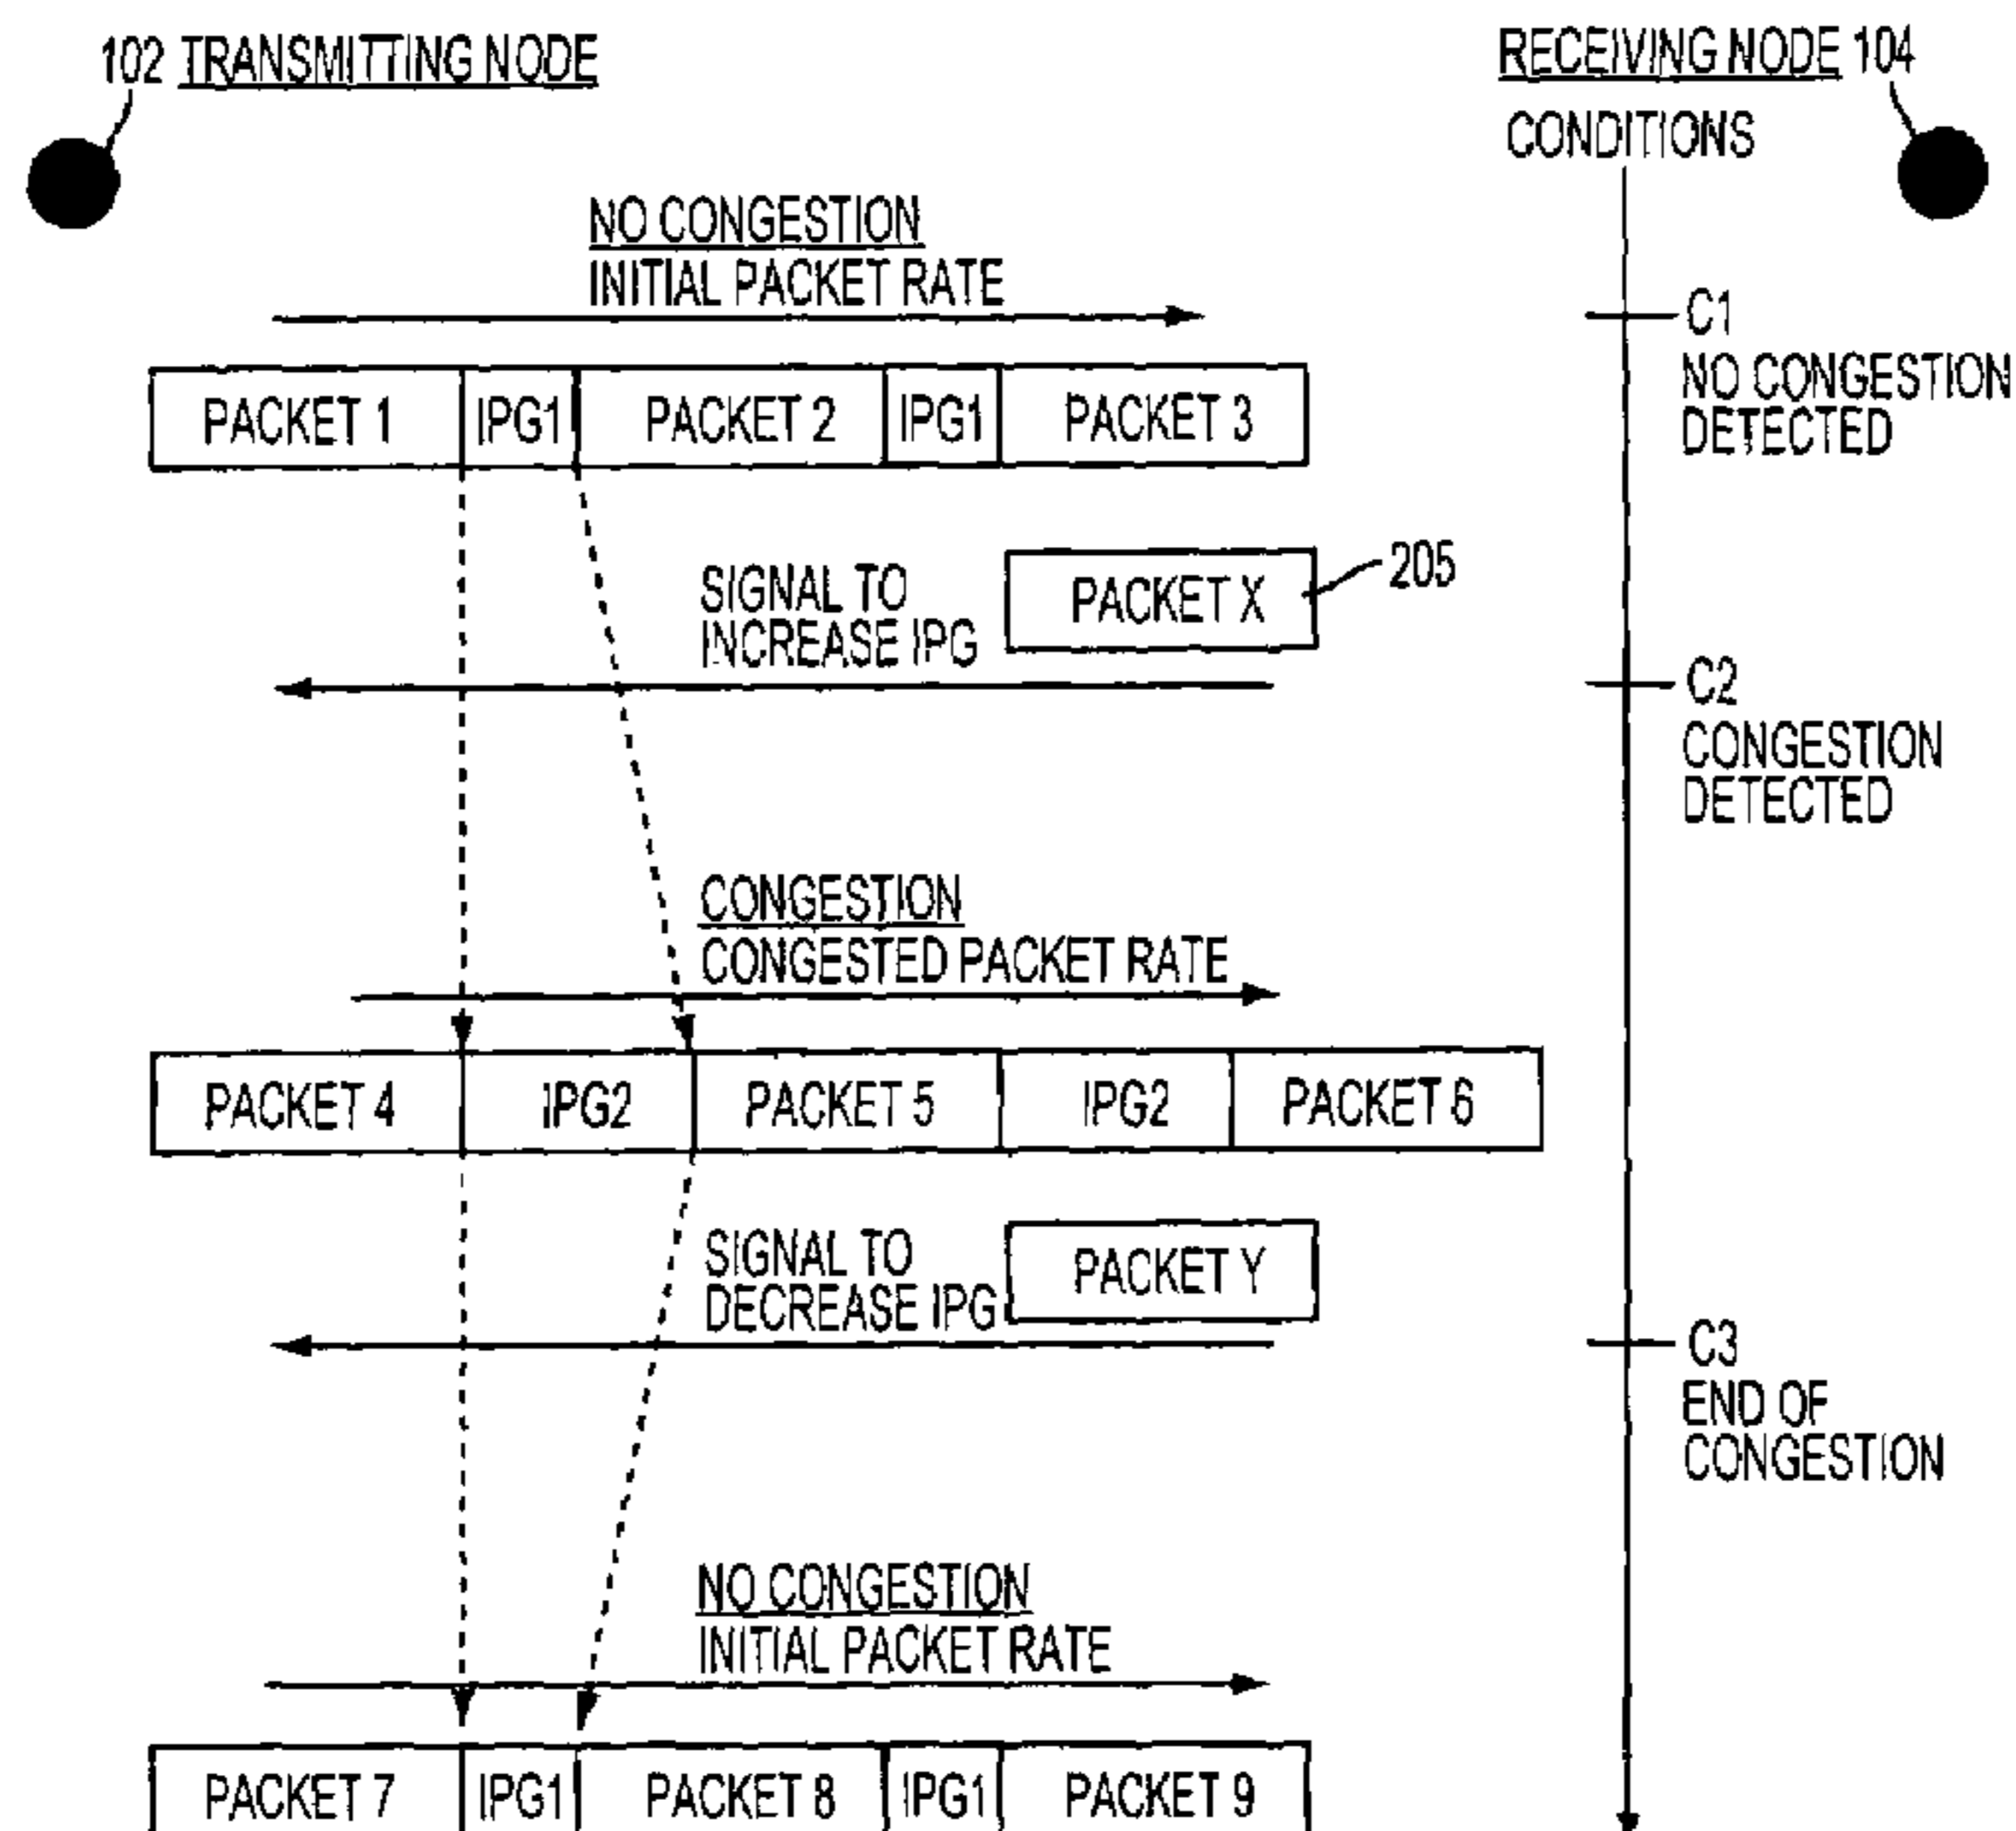 102 TRANSMITTING NODE
RECEIVING NODE 104
CONDITIONS
NO CONGESTION
INITIAL PACKET RATE
C1
NO CONGESTION
DETECTED
PACKET 1 IPG1 PACKET 2 IPG1 PACKET 3
SIGNAL TO
INCREASE IPG
PACKET X
205
C2
CONGESTION
DETECTED
CONGESTION
CONGESTED PACKET RATE
PACKET 4 IPG2 PACKET 5 IPG2 PACKET 6
SIGNAL TO
DECREASE IPG
PACKET Y
C3
END OF
CONGESTION
NO CONGESTION
INITIAL PACKET RATE
PACKET 7 IPG1 PACKET 8 IPG1 PACKET 9